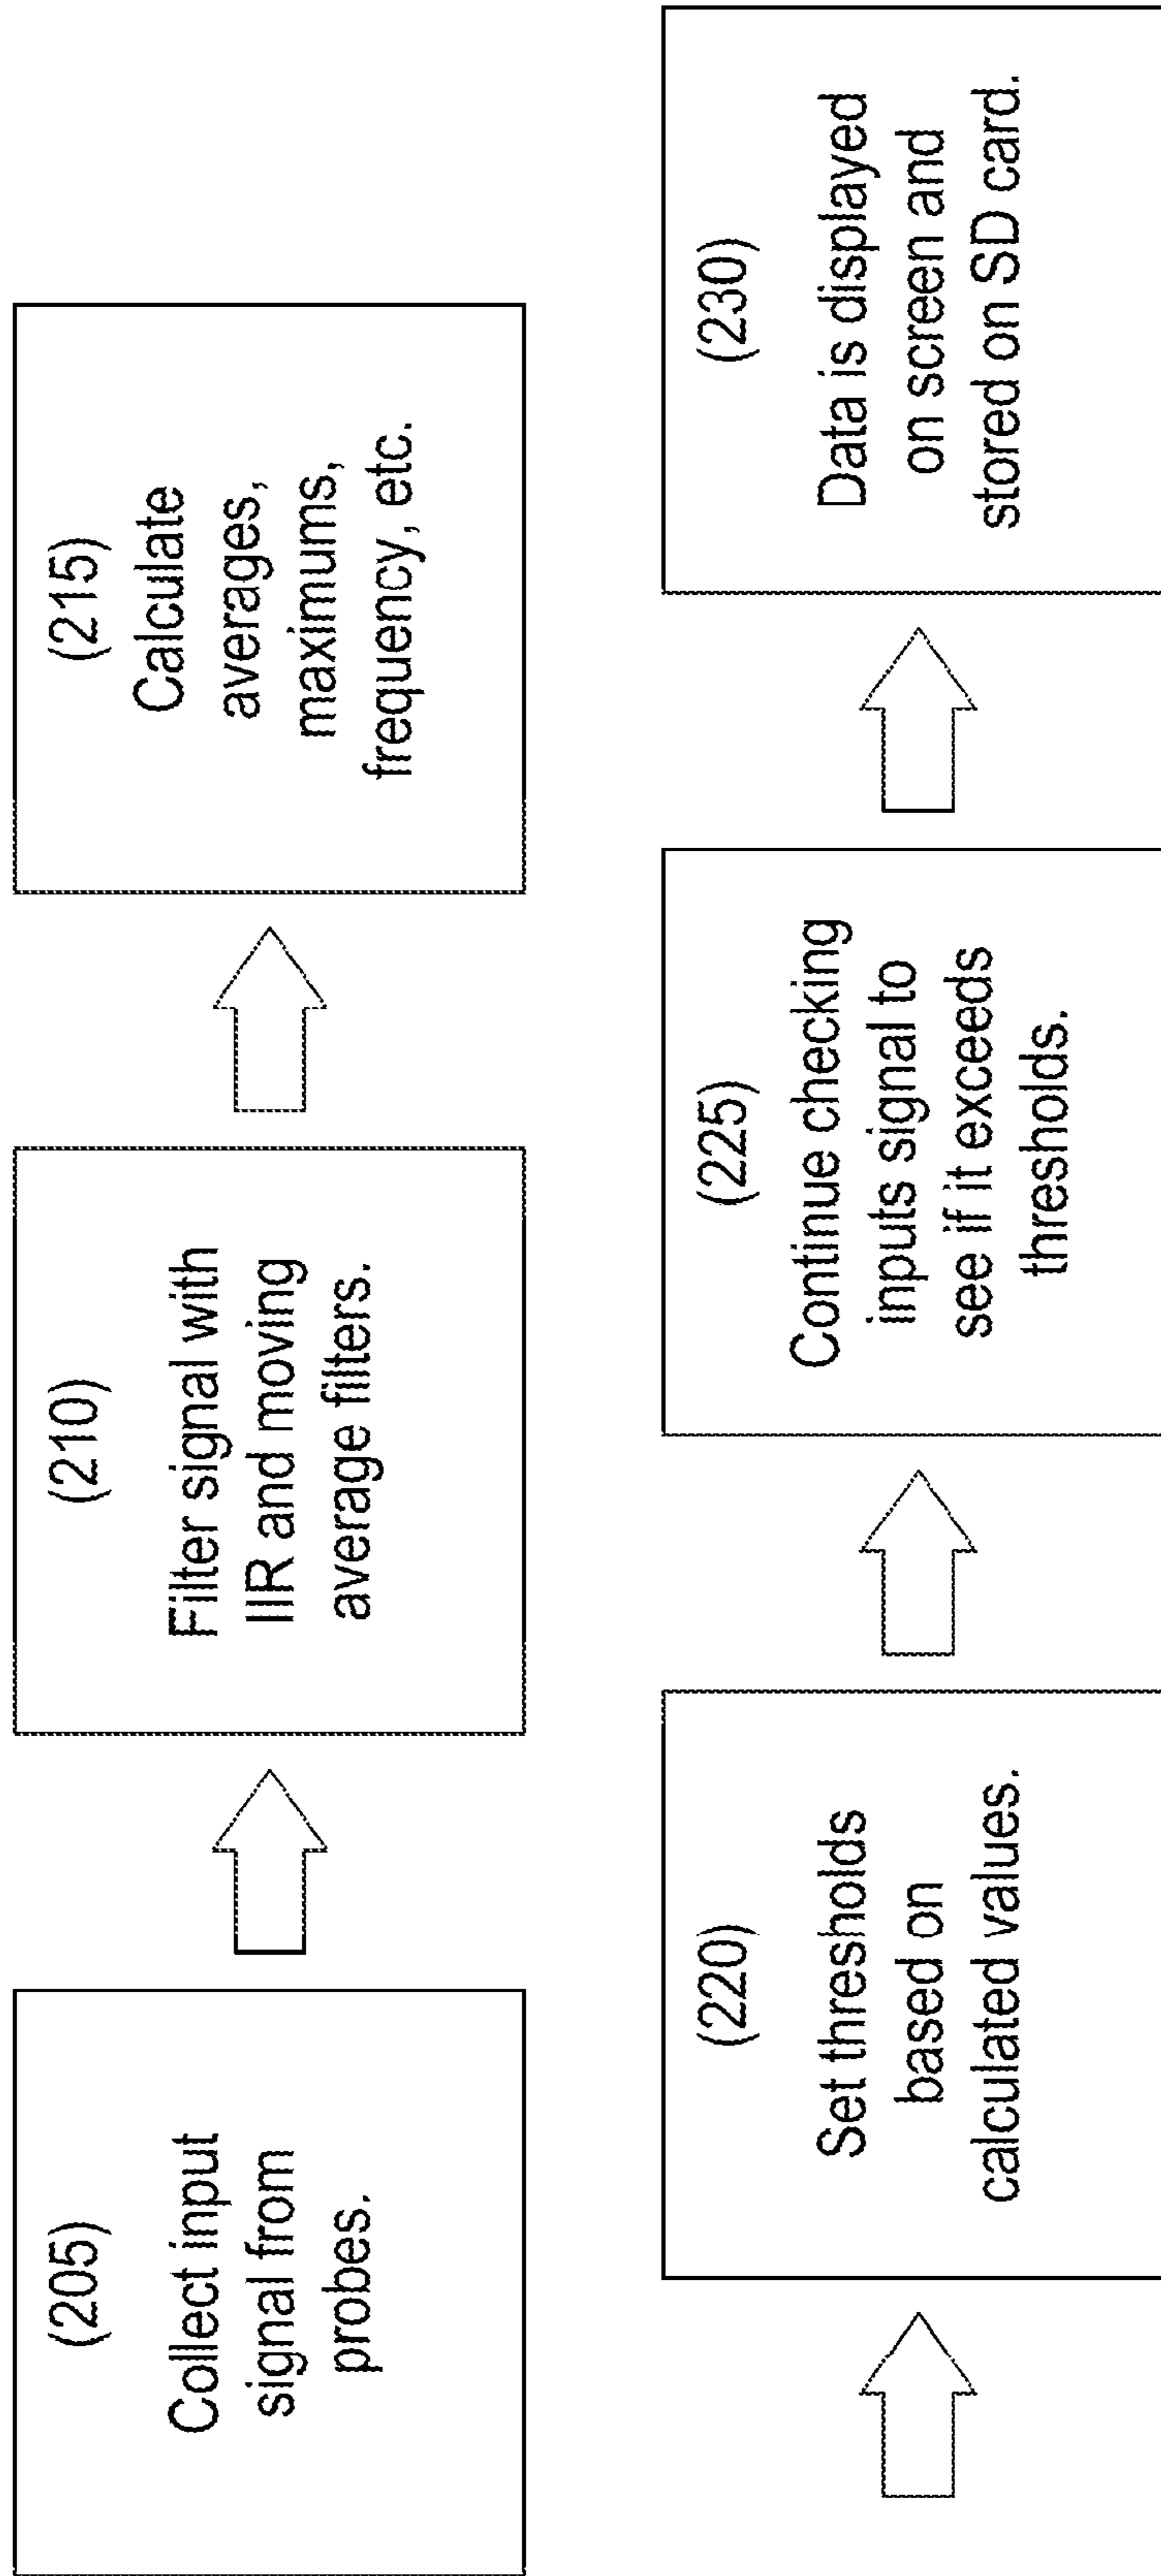 (205)
Collect input
signal from
probes.
(210)
Filter signal with
IIR and moving
average filters.
(215)
Calculate
averages,
maximums,
frequency, etc.
(220)
Set thresholds
based on
calculated values.
(225)
Continue checking
inputs signal to
see if it exceeds
thresholds.
(230)
Data is displayed
on screen and
stored on SD card.